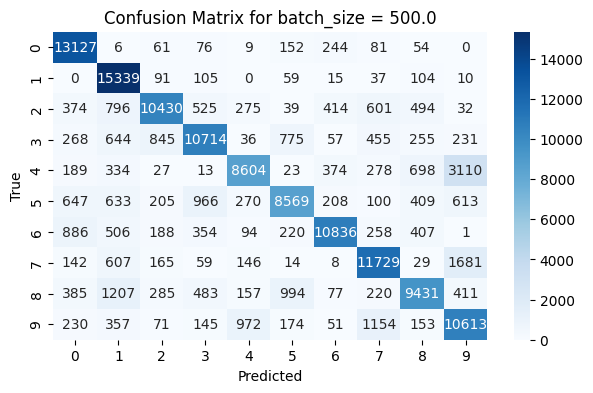 Confusion Matrix for batch_size = 500.0
True
0 13127 6 61 76 9 152 244 81 54 0
1 0 15339 91 105 0 59 15 37 104 10
2 374 796 10430 525 275 39 414 601 494 32
3 268 644 845 10714 36 775 57 455 255 231
4 189 334 27 13 8604 23 374 278 698 3110
5 647 633 205 966 270 8569 208 100 409 613
6 886 506 188 354 94 220 10836 258 407 1
7 142 607 165 59 146 14 8 11729 29 1681
8 385 1207 285 483 157 994 77 220 9431 411
9 230 357 71 145 972 174 51 1154 153 10613
0 1 2 3 4 5 6 7 8 9
Predicted
14000
12000
10000
8000
6000
4000
2000
0